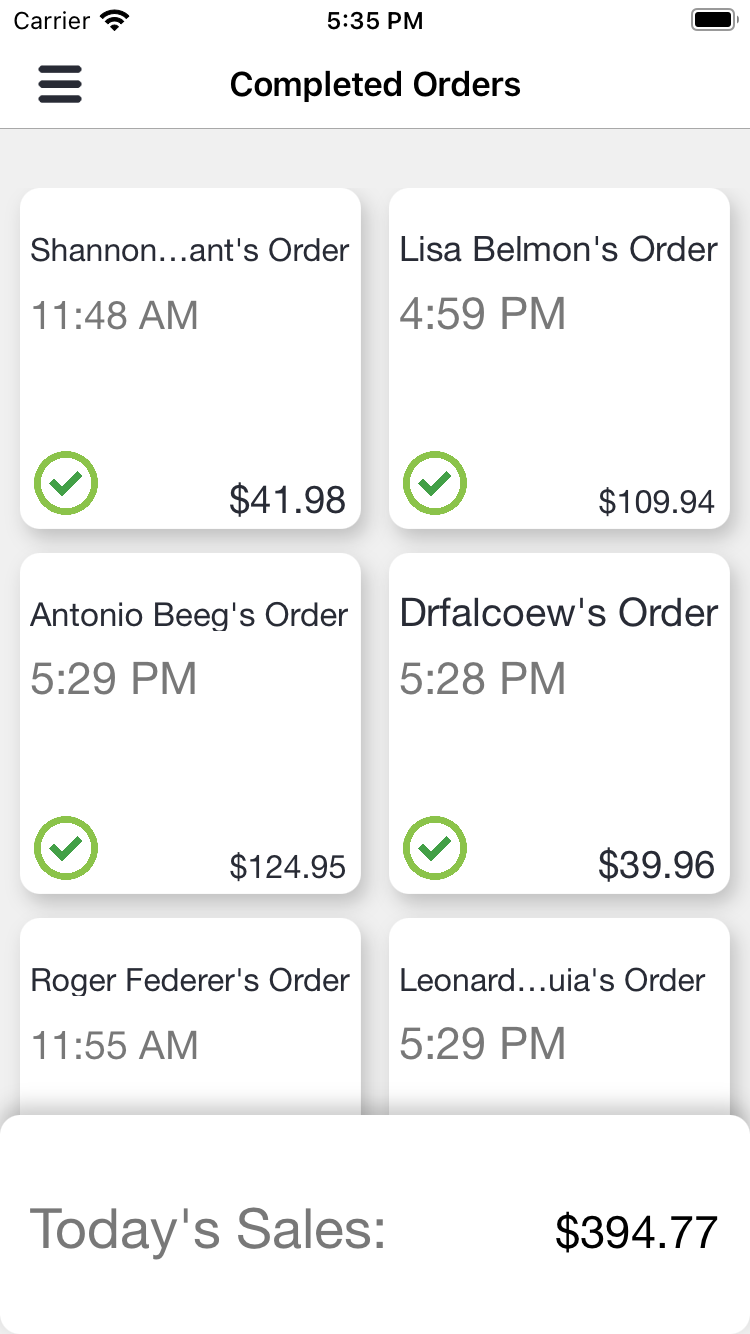 Carrier 5:35 PM
Completed Orders
Shannon...ant's Order
11:48 AM
$41.98
Lisa Belmon's Order
4:59 PM
$109.94
Antonio Beeg's Order
5:29 PM
$124.95
Drfalcoew's Order
5:28 PM
$39.96
Roger Federer's Order
11:55 AM
Leonard...uia's Order
5:29 PM
Today's Sales: $394.77